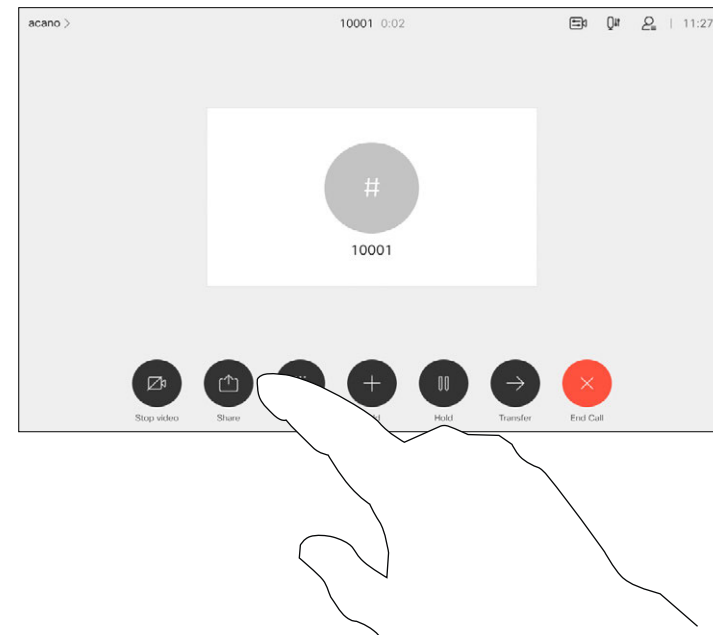 acano >
10001 0:02
11:27
#
10001
Stop video
Share
Hold
Transfer
End Call